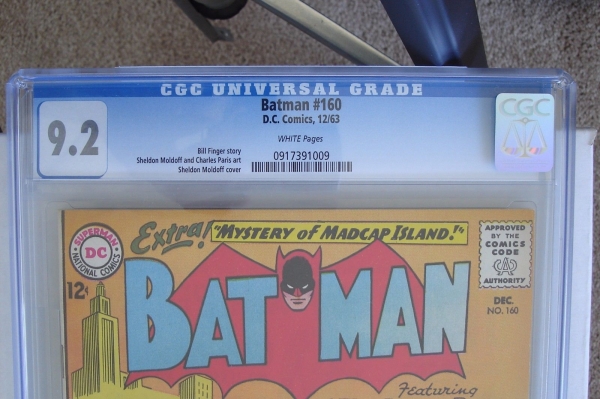 CGC UNIVERSAL GRADE
9.2
Batman #160
D.C. Comics, 12/63
WHITE Pages
Bill Finger story
Sheldon Moldoff and Charles Paris art
Sheldon Moldoff cover
0917391009
CGC
Extra! "MYSTERY OF MADCAP ISLAND!"
SUPERMAN
DC
NATIONAL COMICS
12¢
BATMAN
APPROVED
BY THE
COMICS
CODE
CA
AUTHORITY
DEC.
NO. 160
Featuring